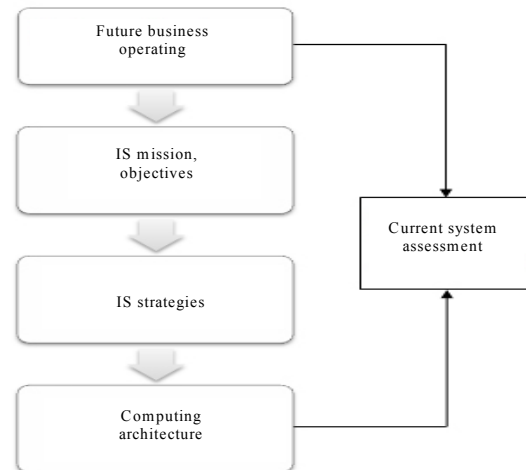 Future business
operating
IS mission,
objectives
Current system
assessment
IS strategies
Computing
architecture